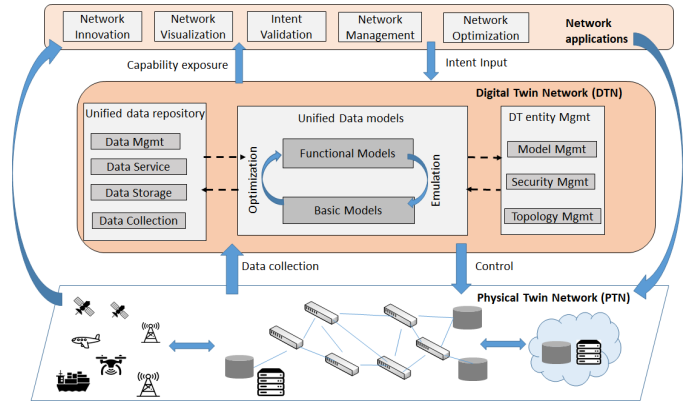 Network
Innovation
Network
Visualization
Intent
Validation
Network
Management
Network
Optimization
Network
applications
Capability exposure
Intent Input
Digital Twin Network (DTN)
Unified data repository
Data Mgmt
Data Service
Data Storage
Data Collection
Unified Data models
Optimization
Functional Models
Basic Models
Emulation
DT entity Mgmt
Model Mgmt
Security Mgmt
Topology Mgmt
Data collection
Control
Physical Twin Network (PTN)